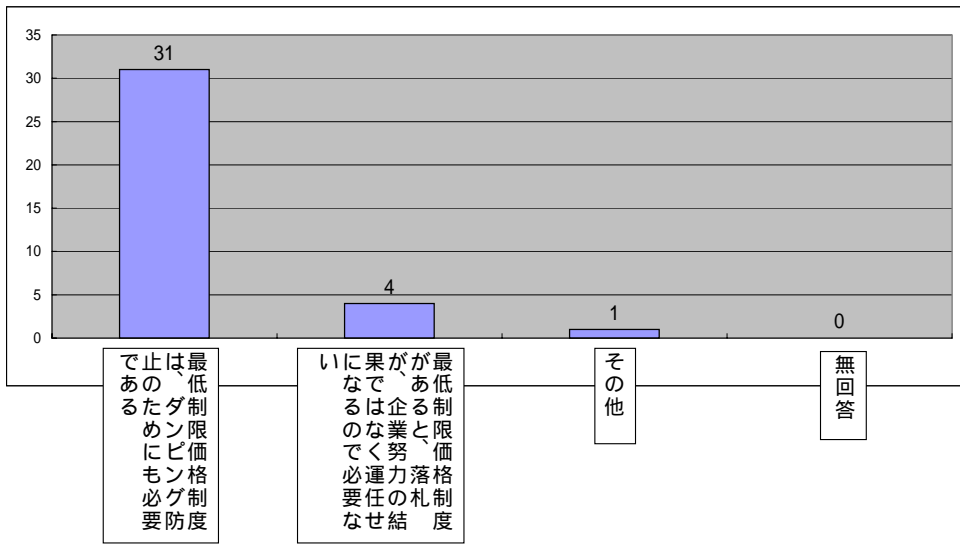 35
30
25
20
15
10
5
0
31
4
1
0
最低制限価格制度
は、ダンピング防
止のためにも必要
である
最低制限価格制度
があると、落札
が、企業努力の結
果ではなく運任せ
になるので必要な
い
その他
無回答